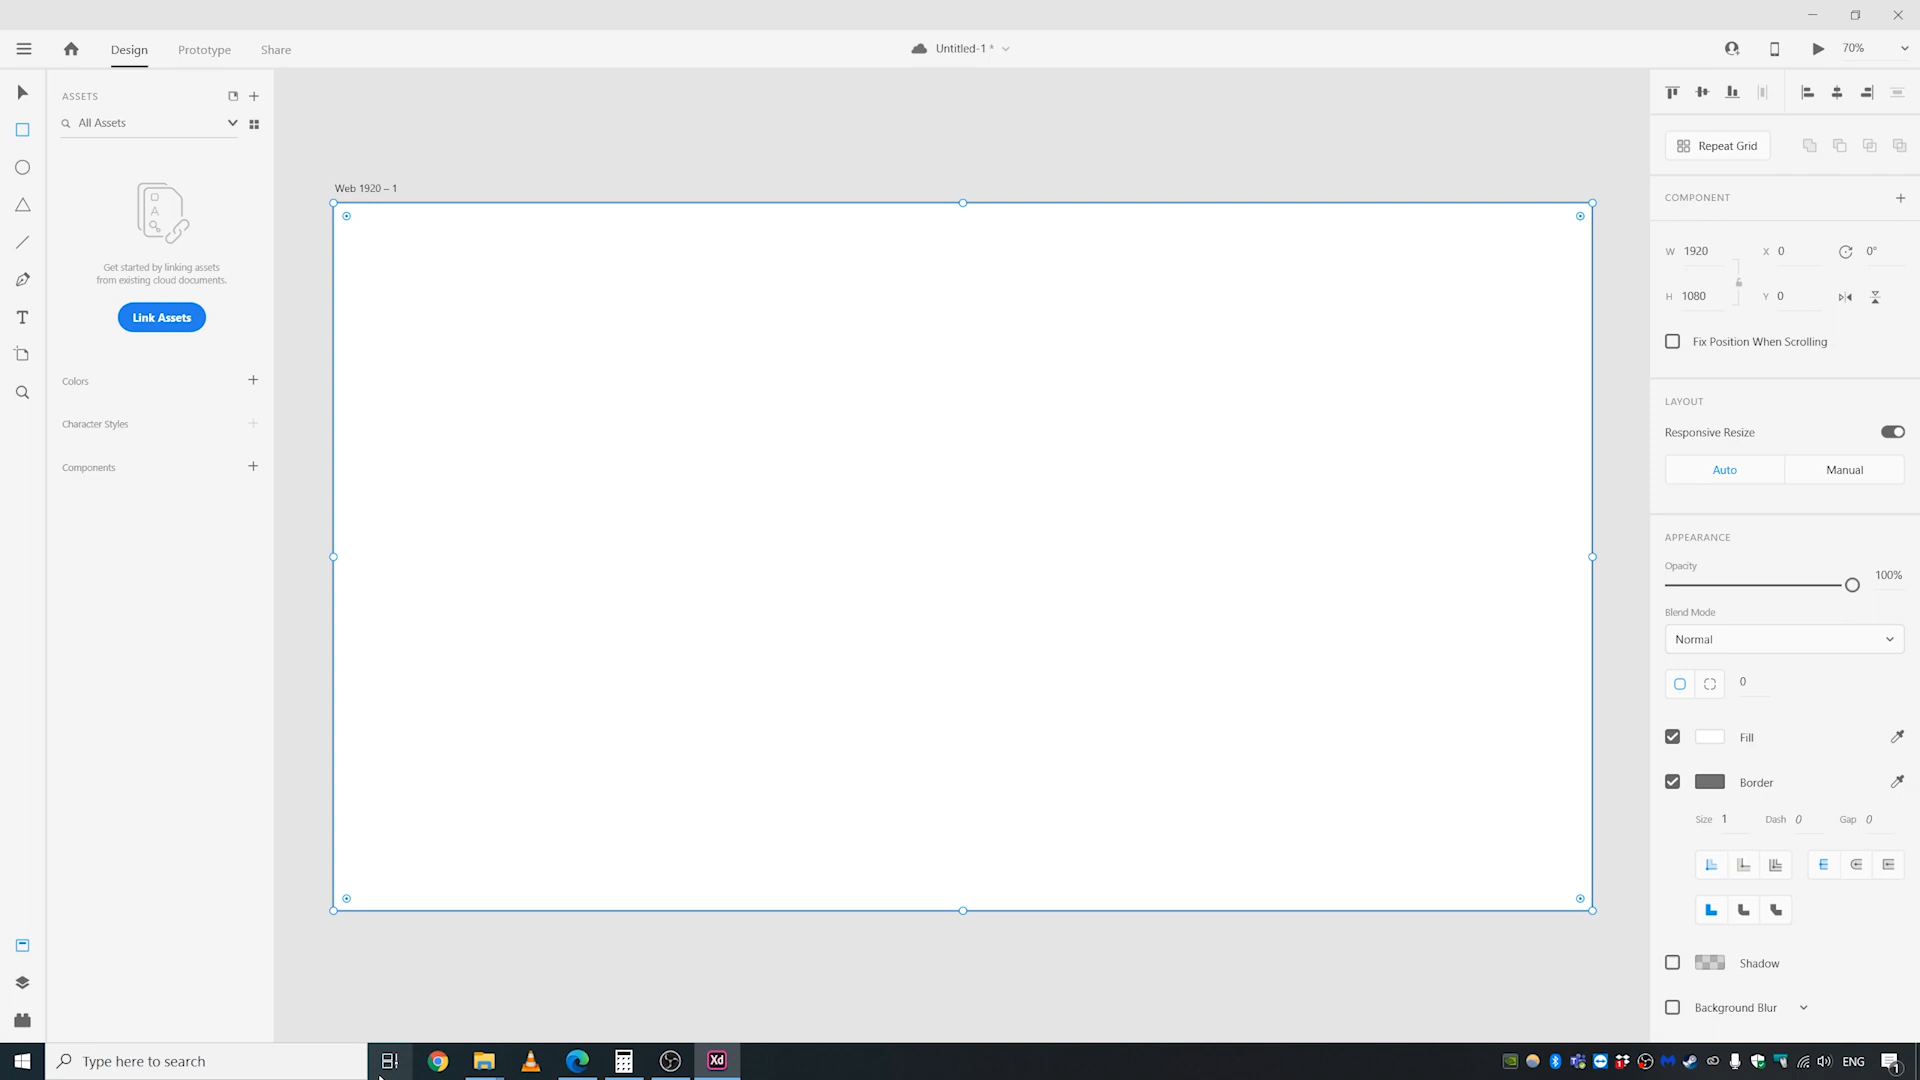 Design Prototype Share
Untitled-1 *
70%
ASSETS
All Assets
A
Get started by linking assets
from existing cloud documents.
Link Assets
Colors
Character Styles
Components
T
Web 1920 – 1
Repeat Grid
COMPONENT
W 1920 X 0 0°
H 1080 Y 0
Fix Position When Scrolling
LAYOUT
Responsive Resize
Auto Manual
APPEARANCE
Opacity
100%
Blend Mode
Normal
0
Fill
Border
Size 1 Dash 0 Gap 0
Shadow
Background Blur
Type here to search
Xd
ENG
1